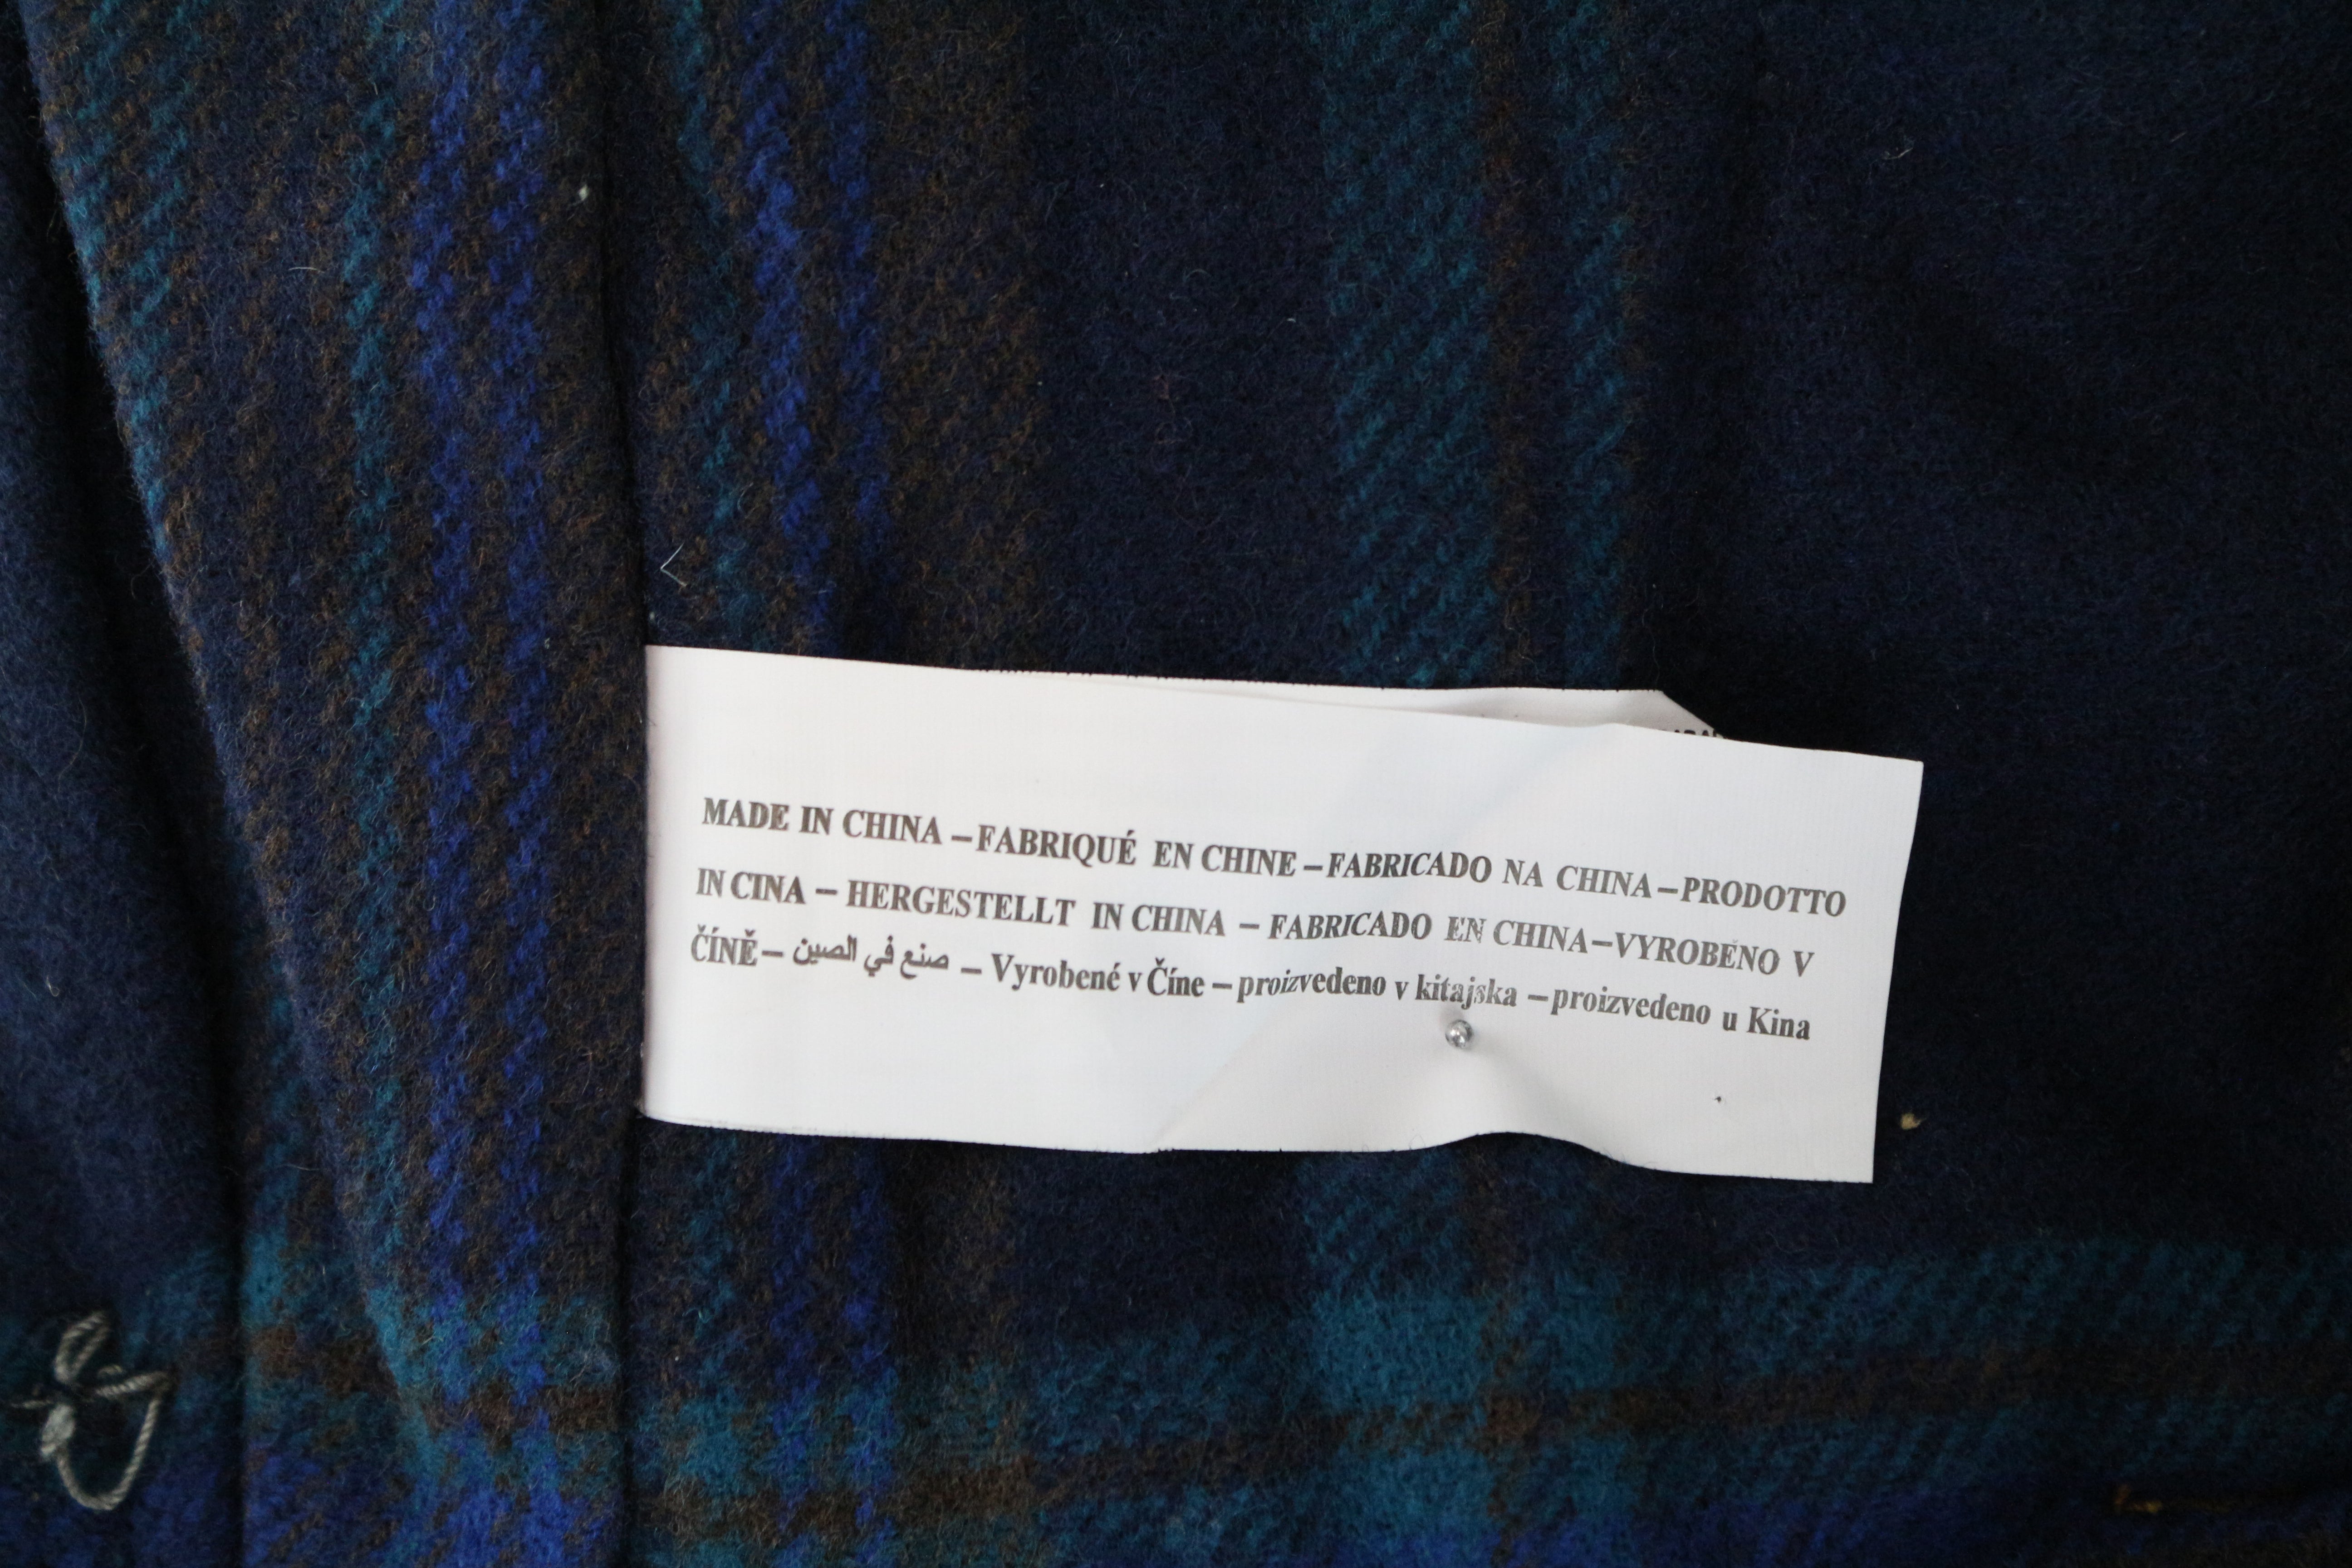 MADE IN CHINA – FABRIQUÉ EN CHINE – FABRICADO NA CHINA – PRODOTTO
IN CINA – HERGESTELLT IN CHINA – FABRICADO EN CHINA – VYROBĚNO V
ČÍNĚ – صنع في الصين – Vyrobené v Číne – proizvedeno v kitajska – proizvedeno u Kina